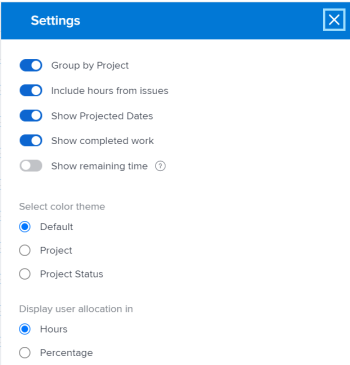 Settings
Group by Project
Include hours from issues
Show Projected Dates
Show completed work
Show remaining time ?
Select color theme
Default
Project
Project Status
Display user allocation in
Hours
Percentage